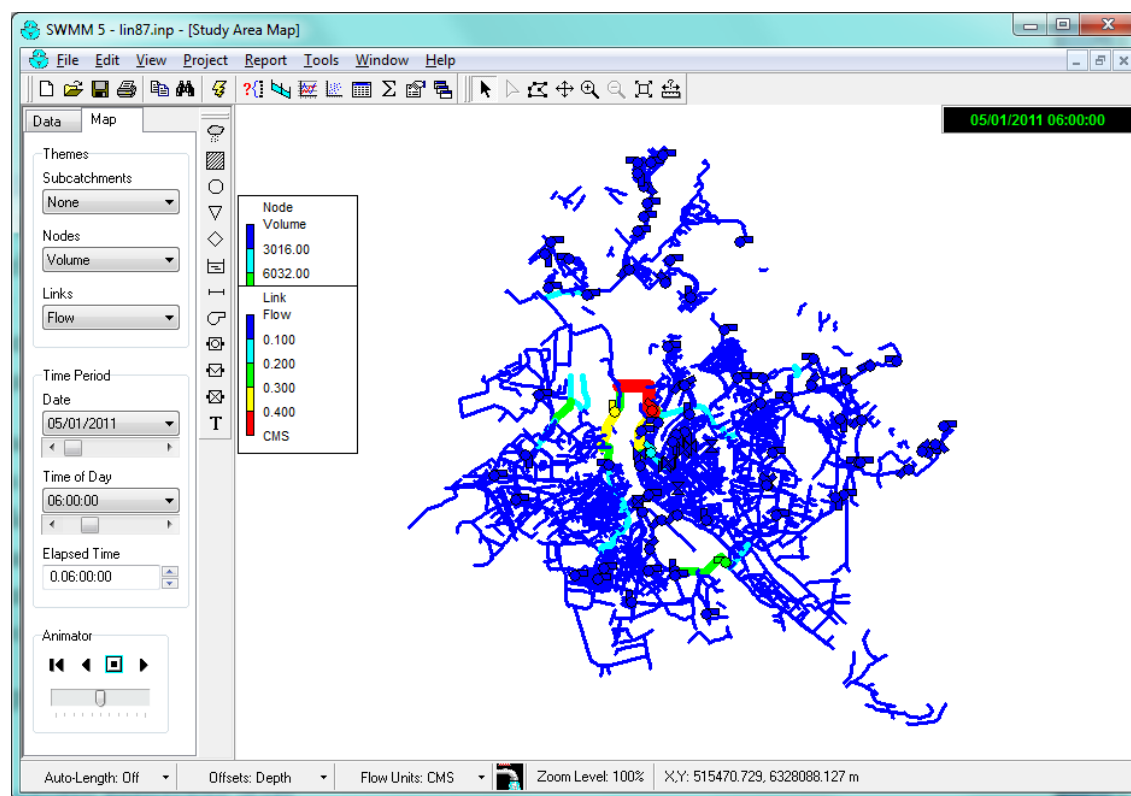 SWMM 5 - lin87.inp - [Study Area Map]
File Edit View Project Report Tools Window Help
Data Map
05/01/2011 06:00:00
Themes
Subcatchments
None
Nodes
Volume
Links
Flow
Time Period
Date
05/01/2011
Time of Day
06:00:00
Elapsed Time
0.06:00:00
Animator
T
Node
Volume
3016.00
6032.00
Link
Flow
0.100
0.200
0.300
0.400
CMS
Auto-Length: Off Offsets: Depth Flow Units: CMS Zoom Level: 100% X,Y: 515470.729, 6328088.127 m